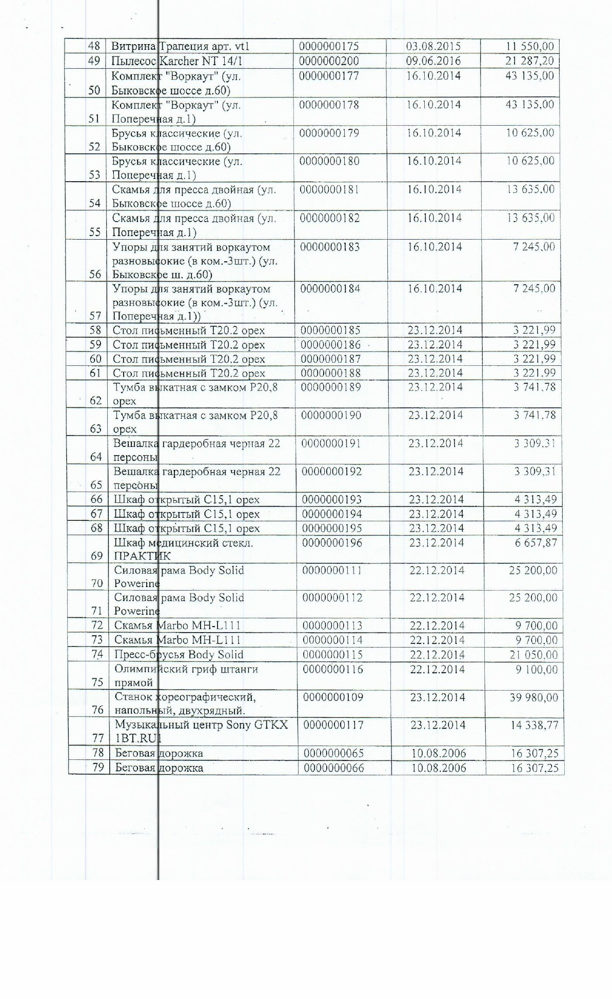 48 Витрина Трапеция арт. vt1 0000000175 03.08.2015 11 550,00
49 Пылесос Karcher NT 14/1 0000000200 09.06.2016 21 287,20
Комплект "Воркаут" (ул. 0000000177 16.10.2014 43 135,00
50 Быковское шоссе д.60)
Комплект "Воркаут" (ул. 0000000178 16.10.2014 43 135,00
51 Поперечная д.1)
Брусья классические (ул. 0000000179 16.10.2014 10 625,00
52 Быковское шоссе д.60)
Брусья классические (ул. 0000000180 16.10.2014 10 625,00
53 Поперечная д.1)
Скамья для пресса двойная (ул. 0000000181 16.10.2014 13 635,00
54 Быковское шоссе д.60)
Скамья для пресса двойная (ул. 0000000182 16.10.2014 13 635,00
55 Поперечная д.1)
Упоры для занятий воркаутом 0000000183 16.10.2014 7 245,00
разновысокие (в ком.-3шт.) (ул.
56 Быковское ш. д.60)
Упоры для занятий воркаутом 0000000184 16.10.2014 7 245,00
разновысокие (в ком.-3шт.) (ул.
57 Поперечная д.1))
58 Стол письменный Т20.2 орех 0000000185 23.12.2014 3 221,99
59 Стол письменный Т20.2 орех 0000000186 23.12.2014 3 221,99
60 Стол письменный Т20.2 орех 0000000187 23.12.2014 3 221,99
61 Стол письменный Т20.2 орех 0000000188 23.12.2014 3 221,99
Тумба выкатная с замком Р20,8 0000000189 23.12.2014 3 741,78
62 орех
Тумба выкатная с замком Р20,8 0000000190 23.12.2014 3 741,78
63 орех
Вешалка гардеробная черная 22 0000000191 23.12.2014 3 309,31
64 персоны
Вешалка гардеробная черная 22 0000000192 23.12.2014 3 309,31
65 персоны
66 Шкаф открытый С15,1 орех 0000000193 23.12.2014 4 313,49
67 Шкаф открытый С15,1 орех 0000000194 23.12.2014 4 313,49
68 Шкаф открытый С15,1 орех 0000000195 23.12.2014 4 313,49
Шкаф медицинский стекл. 0000000196 23.12.2014 6 657,87
69 ПРАКТИК
Силовая рама Body Solid 0000000111 22.12.2014 25 200,00
70 Powerine
Силовая рама Body Solid 0000000112 22.12.2014 25 200,00
71 Powerine
72 Скамья Marbo MH-L111 0000000113 22.12.2014 9 700,00
73 Скамья Marbo MH-L111 0000000114 22.12.2014 9 700,00
74 Пресс-брусья Body Solid 0000000115 22.12.2014 21 050,00
Олимпийский гриф штанги 0000000116 22.12.2014 9 100,00
75 прямой
Станок хореографический, 0000000109 23.12.2014 39 980,00
76 напольный, двухрядный.
Музыкальный центр Sony GTKX 0000000117 23.12.2014 14 338,77
77 1BT.RU1
78 Беговая дорожка 0000000065 10.08.2006 16 307,25
79 Беговая дорожка 0000000066 10.08.2006 16 307,25